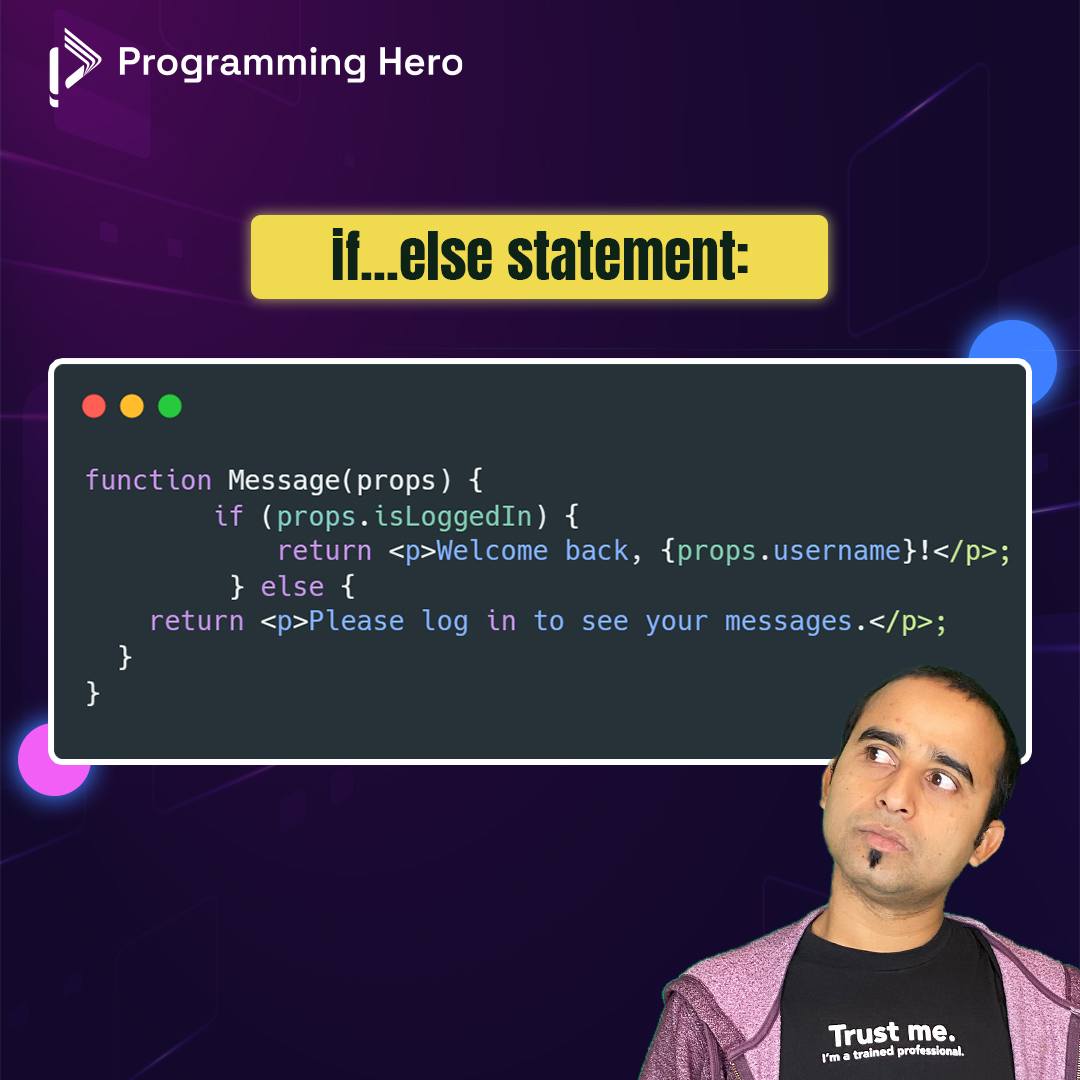 Programming Hero
if...else statement:
function Message(props) {
if (props.isLoggedIn) {
return <p>Welcome back, {props.username}!</p>;
} else {
return <p>Please log in to see your messages.</p>;
}
}
Trust me.
I'm a trained professional.